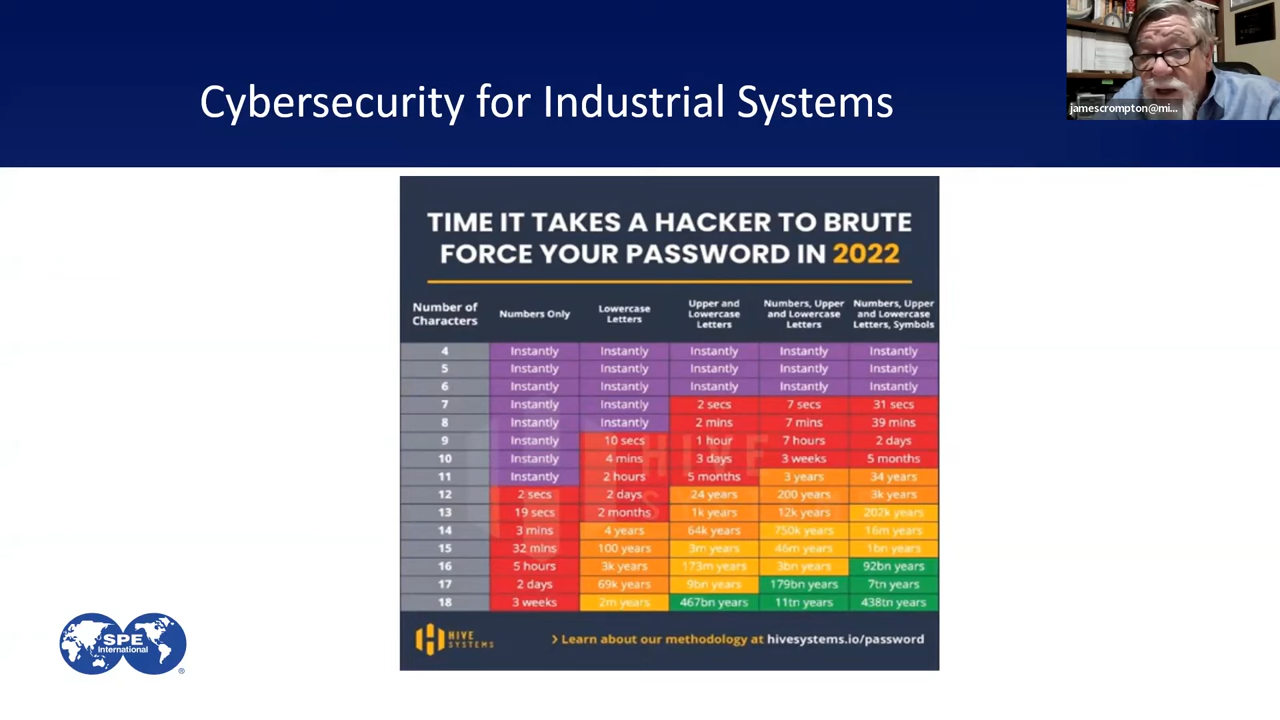 Cybersecurity for Industrial Systems
jamescrompton@mi...
TIME IT TAKES A HACKER TO BRUTE
FORCE YOUR PASSWORD IN 2022
Number of Characters Numbers Only Lowercase Letters Upper and Lowercase Letters Numbers, Upper and Lowercase Letters Numbers, Upper and Lowercase Letters, Symbols
4 Instantly Instantly Instantly Instantly Instantly
5 Instantly Instantly Instantly Instantly Instantly
6 Instantly Instantly Instantly Instantly Instantly
7 Instantly Instantly 2 secs 7 secs 31 secs
8 Instantly Instantly 2 mins 7 mins 39 mins
9 Instantly 10 secs 1 hour 7 hours 2 days
10 Instantly 4 mins 3 days 3 weeks 5 months
11 Instantly 2 hours 5 months 3 years 34 years
12 2 secs 2 days 24 years 200 years 3k years
13 19 secs 2 months 1k years 12k years 202k years
14 3 mins 4 years 64k years 750k years 16m years
15 32 mins 100 years 3m years 46m years 1bn years
16 5 hours 3k years 173m years 3bn years 92bn years
17 2 days 69k years 9bn years 179bn years 7tn years
18 3 weeks 2m years 467bn years 11tn years 438tn years
HIVE
SYSTEMS
> Learn about our methodology at hivesystems.io/password
SPE
International
®